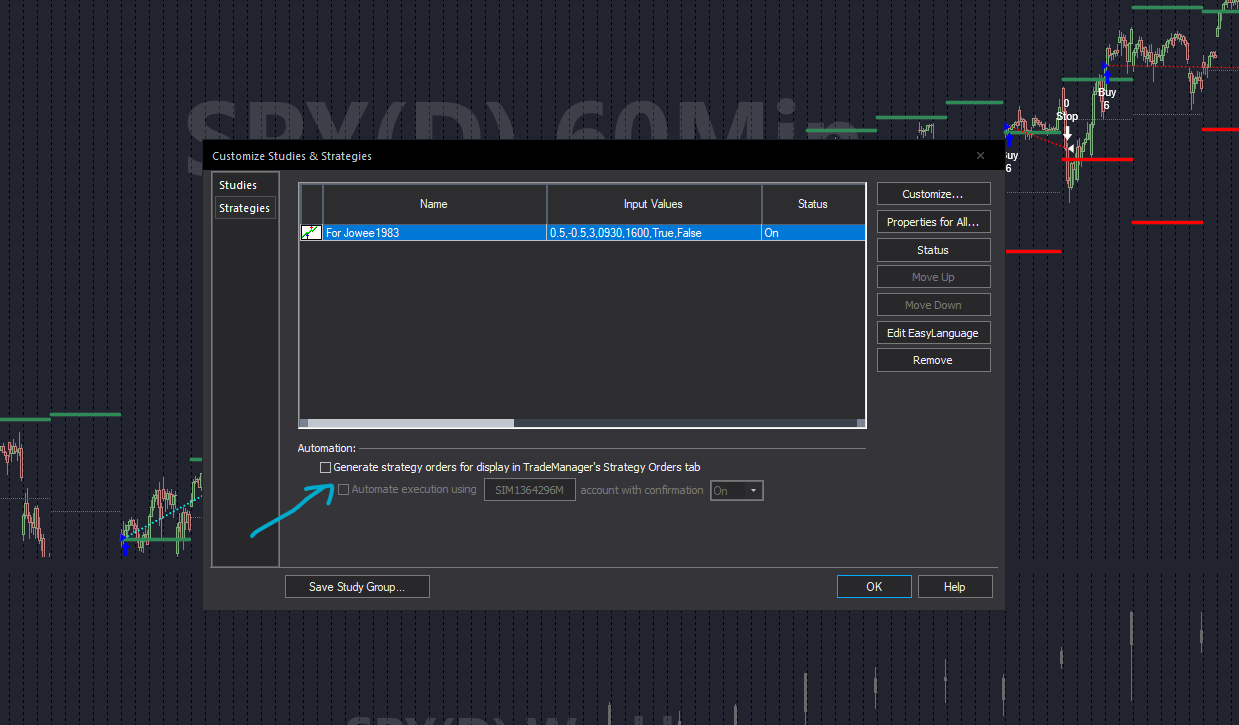 SPY(D) 60Min
0
Stop
Buy
6
Buy
6
Customize Studies & Strategies
Studies
Strategies
Name Input Values Status
For Jowee1983 0.5,-0.5,3,0930,1600,True,False On
Customize...
Properties for All...
Status
Move Up
Move Down
Edit EasyLanguage
Remove
Automation:
Generate strategy orders for display in TradeManager's Strategy Orders tab
Automate execution using SIM1364296M account with confirmation On
Save Study Group...
OK
Help
SPY(D)